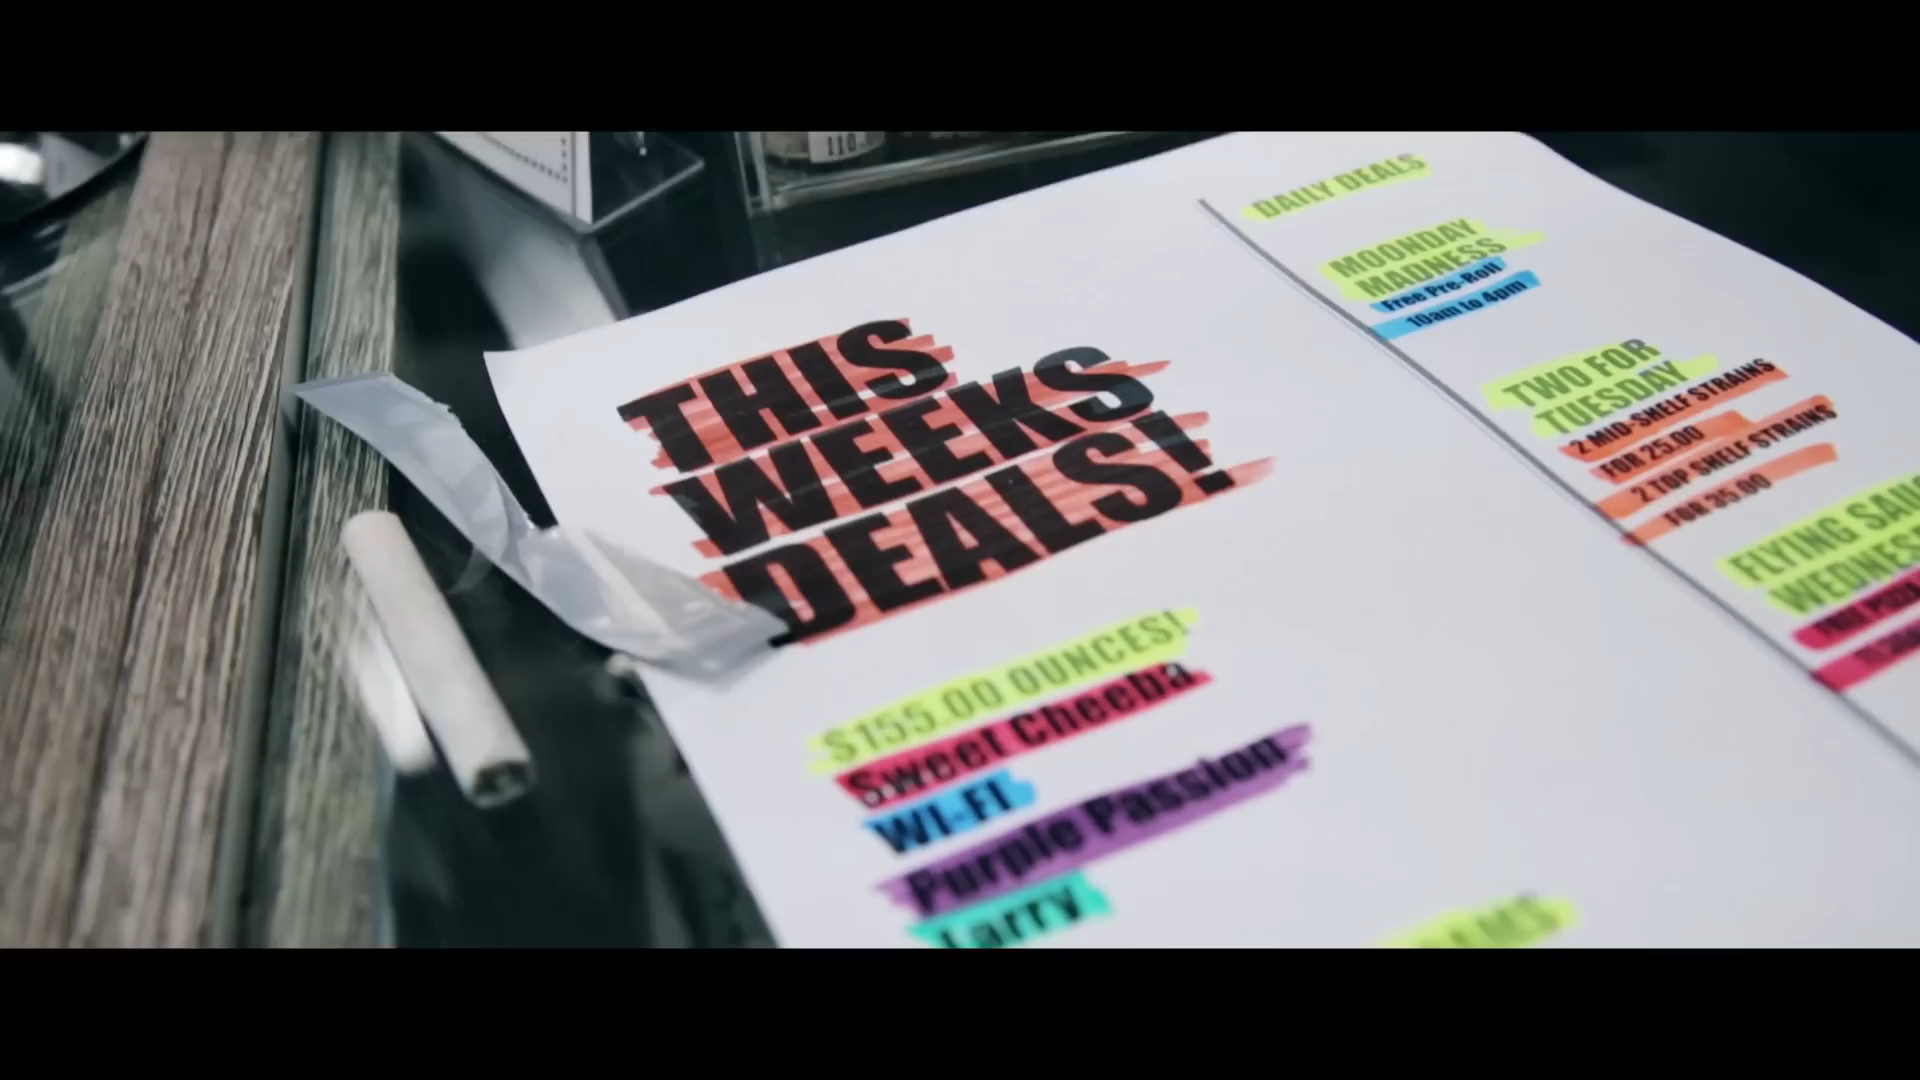 110
THIS
WEEKS
DEALS!
$155.00 OUNCES!
Sweet Cheeba
WI-FI
Purple Passion
Larry
DAILY DEALS
MOONDAY
MADNESS
Free Pre-Roll
10am to 4pm
TWO FOR
TUESDAY
2 MID-SHELF STRAINS
FOR 25.00
2 TOP SHELF STRAINS
FOR 35.00
FLYING